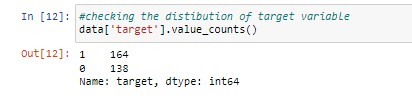 In [12]: #checking the distibution of target variable
data['target'].value_counts()
Out[12]: 1 164
0 138
Name: target, dtype: int64